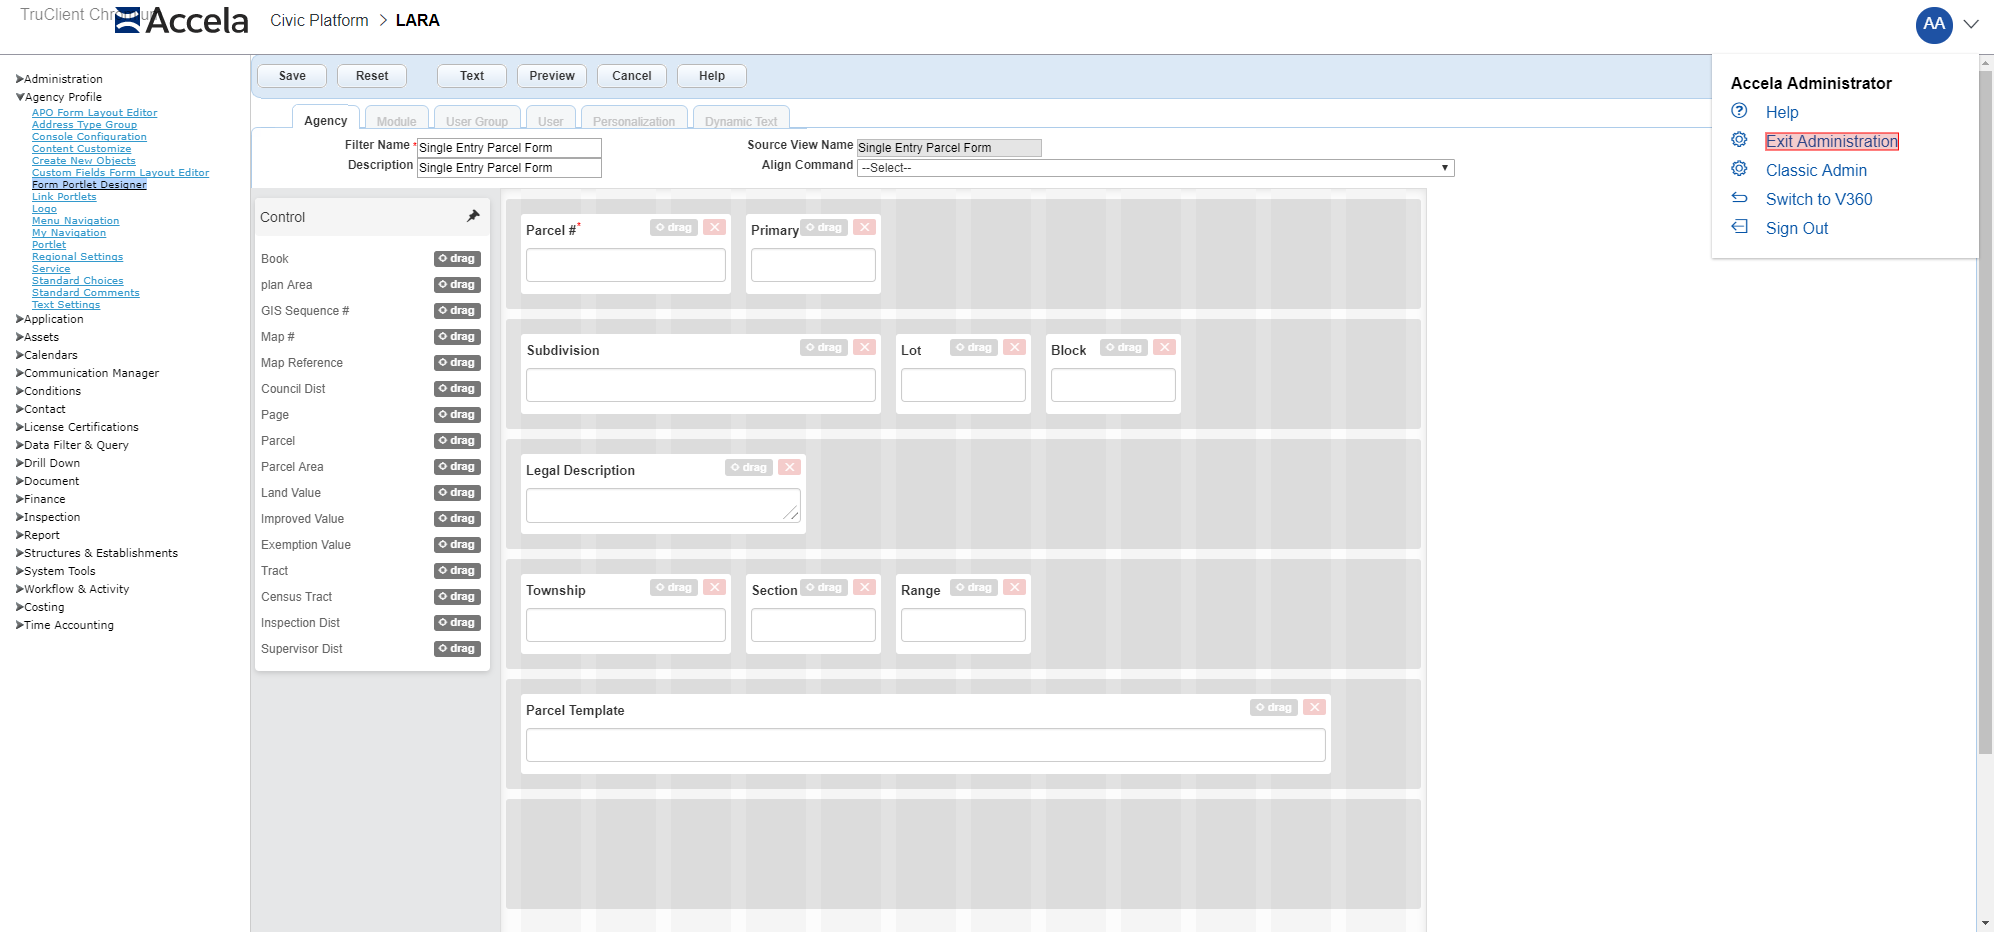 TruClient Chromium
Accela
Civic Platform > LARA
AA
Accela Administrator
Help
Exit Administration
Classic Admin
Switch to V360
Sign Out
Administration
Agency Profile
APO Form Layout Editor
Address Type Group
Console Configuration
Content Customize
Create New Objects
Custom Fields Form Layout Editor
Form Portlet Designer
Link Portlets
Logo
Menu Navigation
My Navigation
Portlet
Regional Settings
Service
Standard Choices
Standard Comments
Text Settings
Application
Assets
Calendars
Communication Manager
Conditions
Contact
License Certifications
Data Filter & Query
Drill Down
Document
Finance
Inspection
Report
Structures & Establishments
System Tools
Workflow & Activity
Costing
Time Accounting
Save Reset Text Preview Cancel Help
Agency Module User Group User Personalization Dynamic Text
Filter Name * Single Entry Parcel Form Source View Name Single Entry Parcel Form
Description Single Entry Parcel Form Align Command --Select--
Control
Book drag
plan Area drag
GIS Sequence # drag
Map # drag
Map Reference drag
Council Dist drag
Page drag
Parcel drag
Parcel Area drag
Land Value drag
Improved Value drag
Exemption Value drag
Tract drag
Census Tract drag
Inspection Dist drag
Supervisor Dist drag
Parcel #* drag Primary drag
Subdivision drag Lot drag Block drag
Legal Description drag
Township drag Section drag Range drag
Parcel Template drag